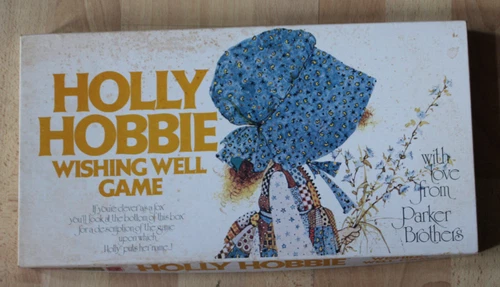 HOLLY
HOBBIE
WISHING WELL
GAME
If you're clever as a fox
you'll look at the bottom of this box
for a description of the game
upon which,
Holly puts her name!
with
love
from
Parker
Brothers
HOLLY HOBBIE